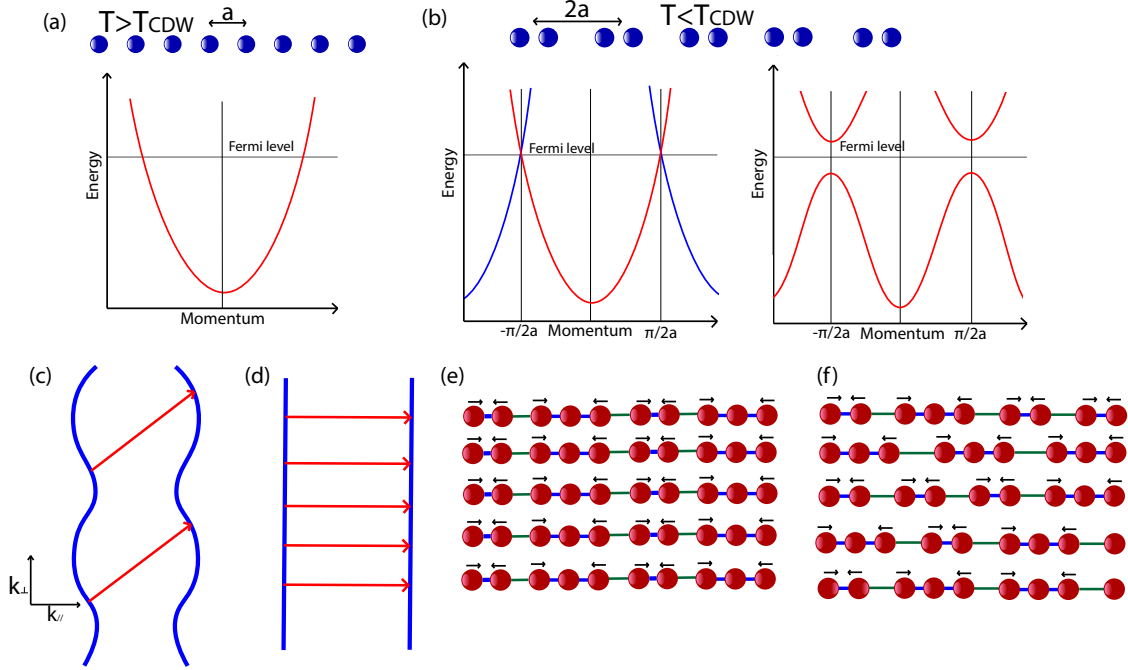 (a)
T>TCDW
a
Fermi level
Energy
Momentum
(b)
2a
T<TCDW
Fermi level
Energy
-π/2a
Momentum
π/2a
Fermi level
Energy
-π/2a
Momentum
π/2a
(c)
k⊥
k//
(d)
(e)
(f)